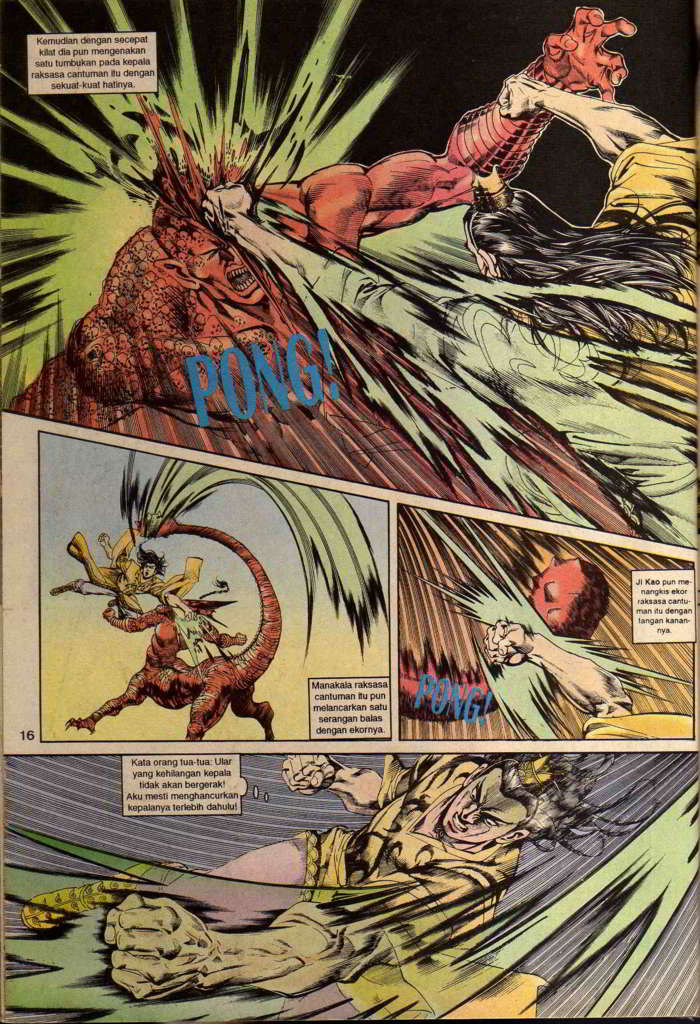 Kemudian dengan secepat
kilat dia pun mengenakan
satu tumbukan pada kepala
raksasa cantuman itu dengan
sekuat-kuat hatinya.
PONG!
Manakala raksasa
cantuman itu pun
melancarkan satu
serangan balas
dengan ekornya.
Ji Kao pun me-
nangkis ekor
raksasa cantu-
man itu dengan
tangan kanan-
nya.
PONG!
16
Kata orang tua-tua: Ular
yang kehilangan kepala
tidak akan bergerak!
Aku mesti menghancurkan
kepalanya terlebih dahulu!